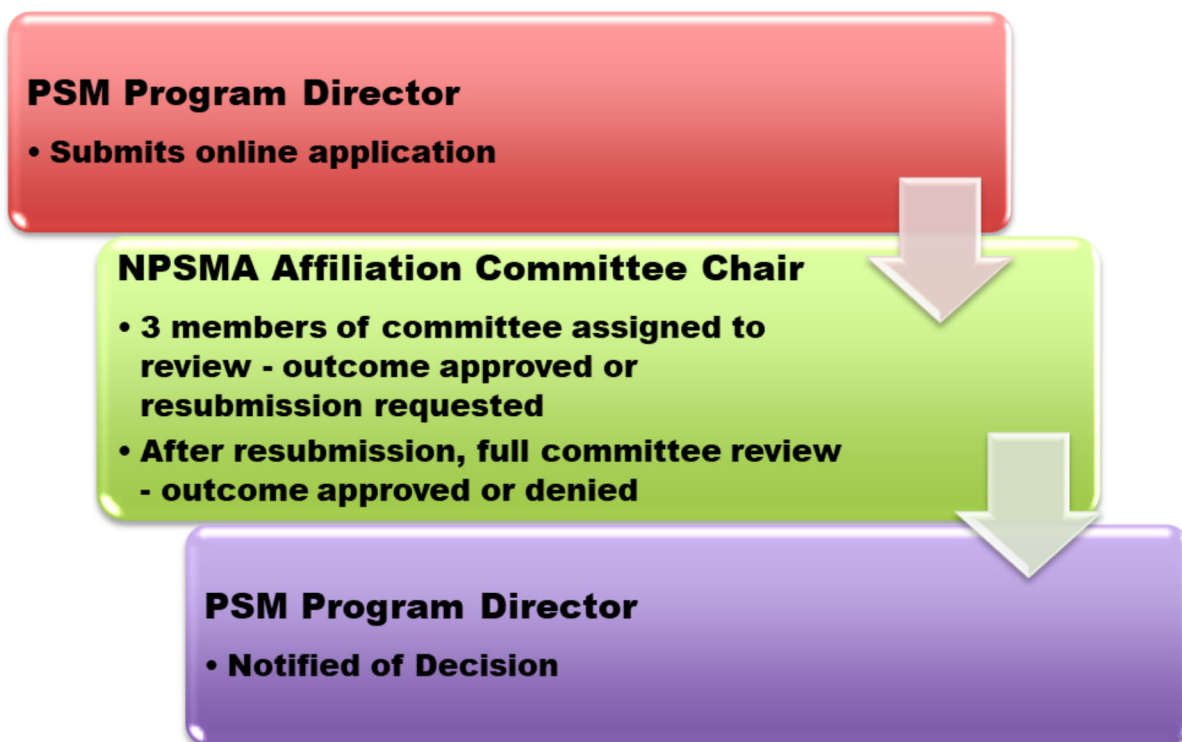 PSM Program Director
• Submits online application
NPSMA Affiliation Committee Chair
• 3 members of committee assigned to
review - outcome approved or
resubmission requested
• After resubmission, full committee review
- outcome approved or denied
PSM Program Director
• Notified of Decision